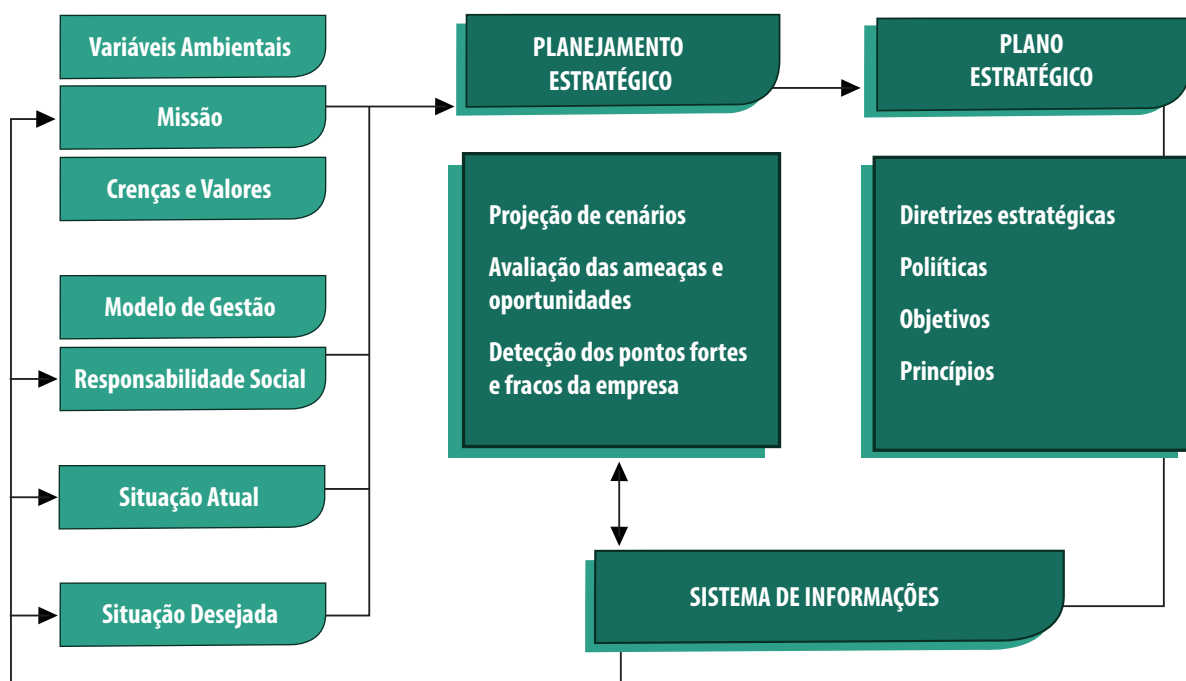 Variáveis Ambientais
Missão
Crenças e Valores
Modelo de Gestão
Responsabilidade Social
Situação Atual
Situação Desejada
PLANEJAMENTO
ESTRATÉGICO
Projeção de cenários
Avaliação das ameaças e
oportunidades
Detecção dos pontos fortes
e fracos da empresa
PLANO
ESTRATÉGICO
Diretrizes estratégicas
Poliíticas
Objetivos
Princípios
SISTEMA DE INFORMAÇÕES